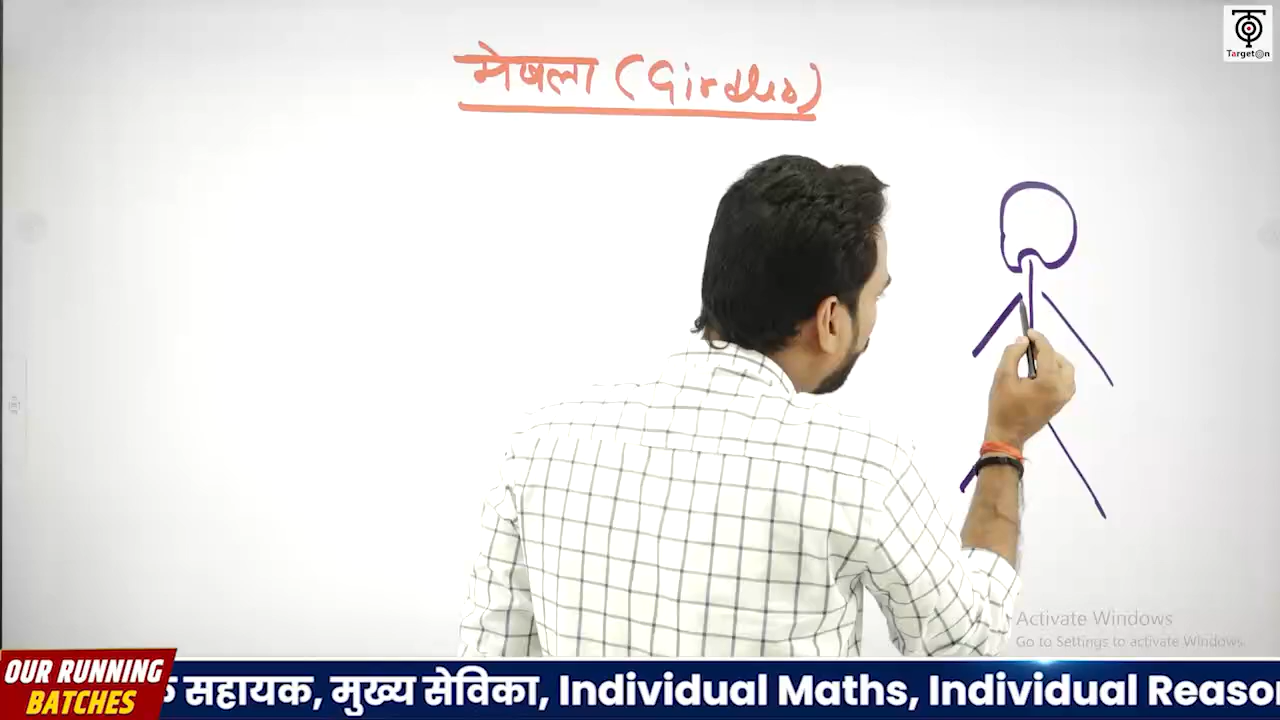 Target@n
मेखला (Girdles)
Activate Windows
Go to Settings to activate Windows.
OUR RUNNING
BATCHES
सहायक, मुख्य सेविका, Individual Maths, Individual Reaso